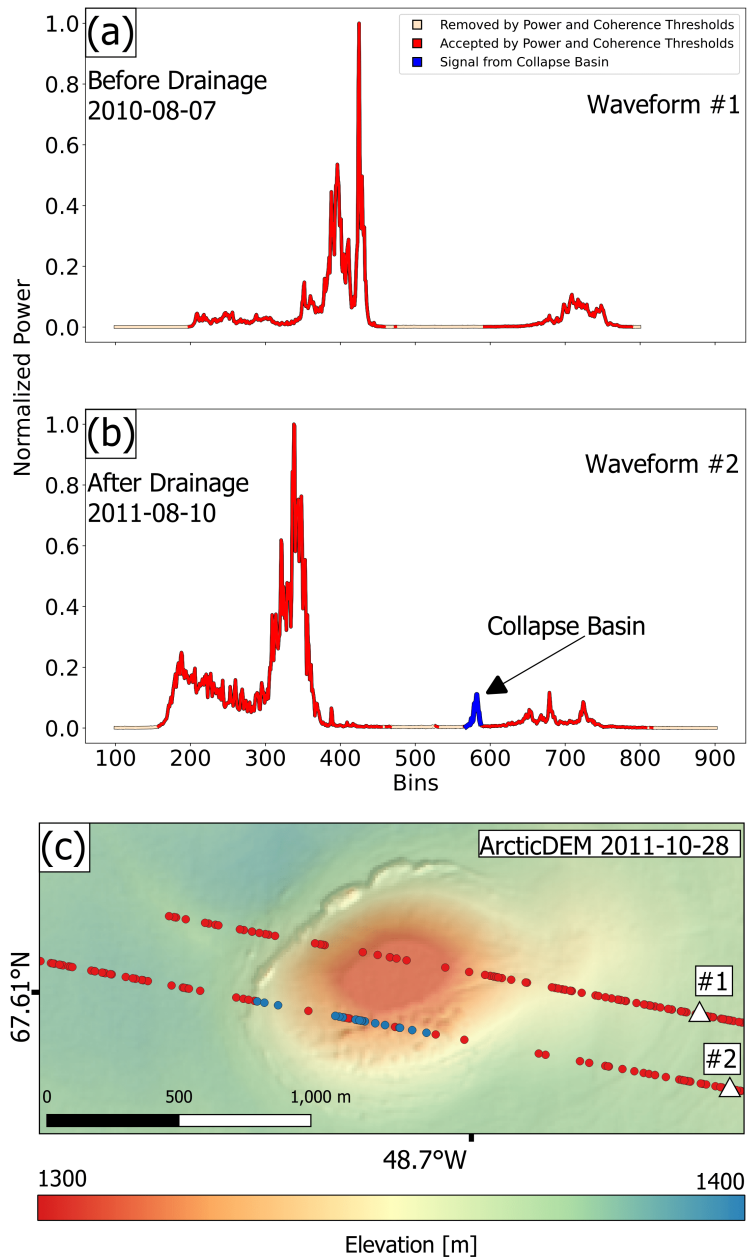 (a)
Before Drainage
2010-08-07
Removed by Power and Coherence Thresholds
Accepted by Power and Coherence Thresholds
Signal from Collapse Basin
Waveform #1
1.0
0.8
0.6
0.4
0.2
0.0
Normalized Power
(b)
After Drainage
2011-08-10
Waveform #2
Collapse Basin
1.0
0.8
0.6
0.4
0.2
0.0
100 200 300 400 500 600 700 800 900
Bins
(c)
ArcticDEM 2011-10-28
#1
#2
67.61°N
0 500 1,000 m
48.7°W
1300 1400
Elevation [m]